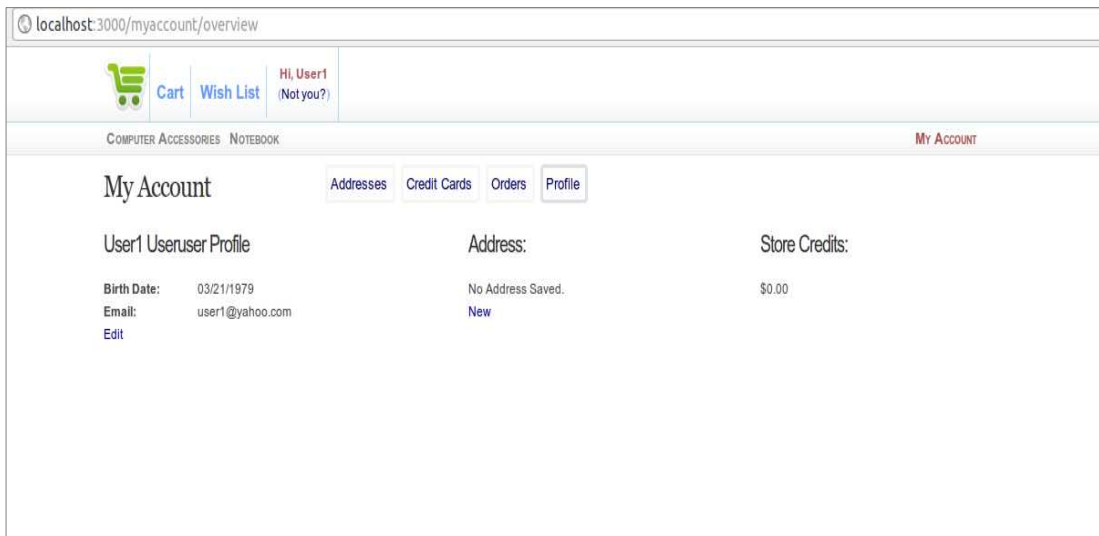 localhost:3000/myaccount/overview
Cart Wish List Hi, User1
(Not you?)
COMPUTER ACCESSORIES NOTEBOOK MY ACCOUNT
My Account Addresses Credit Cards Orders Profile
User1 Useruser Profile
Birth Date: 03/21/1979
Email: user1@yahoo.com
Edit
Address:
No Address Saved.
New
Store Credits:
$0.00